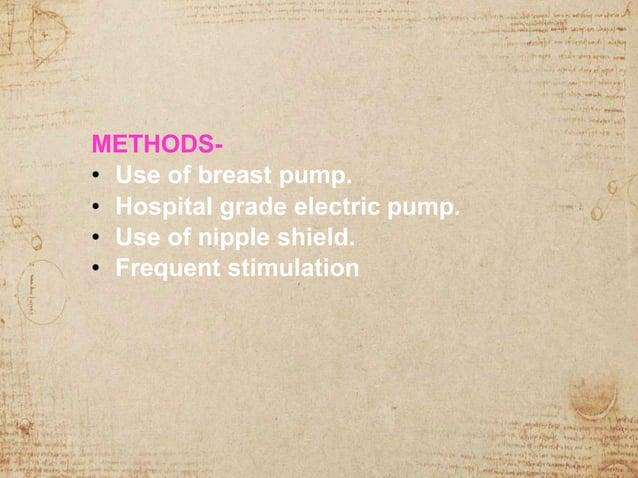 METHODS-
• Use of breast pump.
• Hospital grade electric pump.
• Use of nipple shield.
• Frequent stimulation